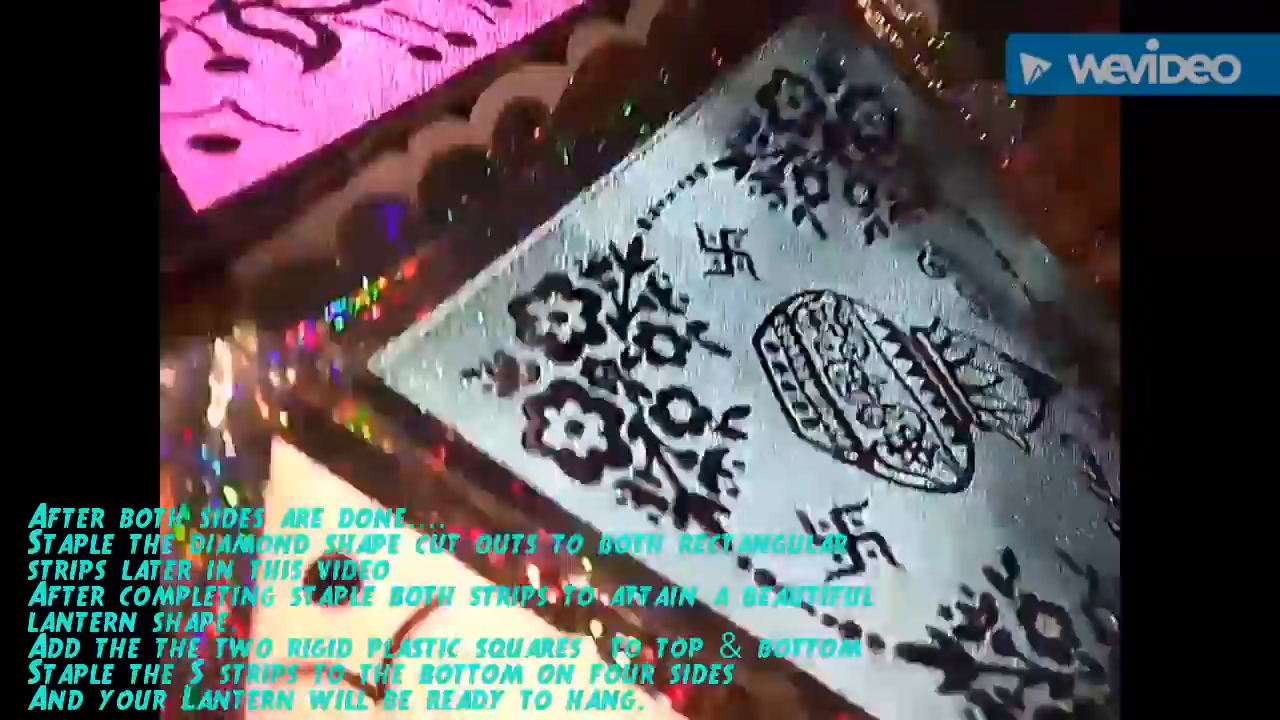 WEVIDEO
AFTER BOTH SIDES ARE DONE....
STAPLE THE DIAMOND SHAPE CUT OUTS TO BOTH RECTANGULAR
STRIPS LATER IN THIS VIDEO
AFTER COMPLETING STAPLE BOTH STRIPS TO ATTAIN A BEAUTIFUL
LANTERN SHAPE.
ADD THE THE TWO RIGID PLASTIC SQUARES TO TOP & BOTTOM
STAPLE THE S STRIPS TO THE BOTTOM ON FOUR SIDES
AND YOUR LANTERN WILL BE READY TO HANG.